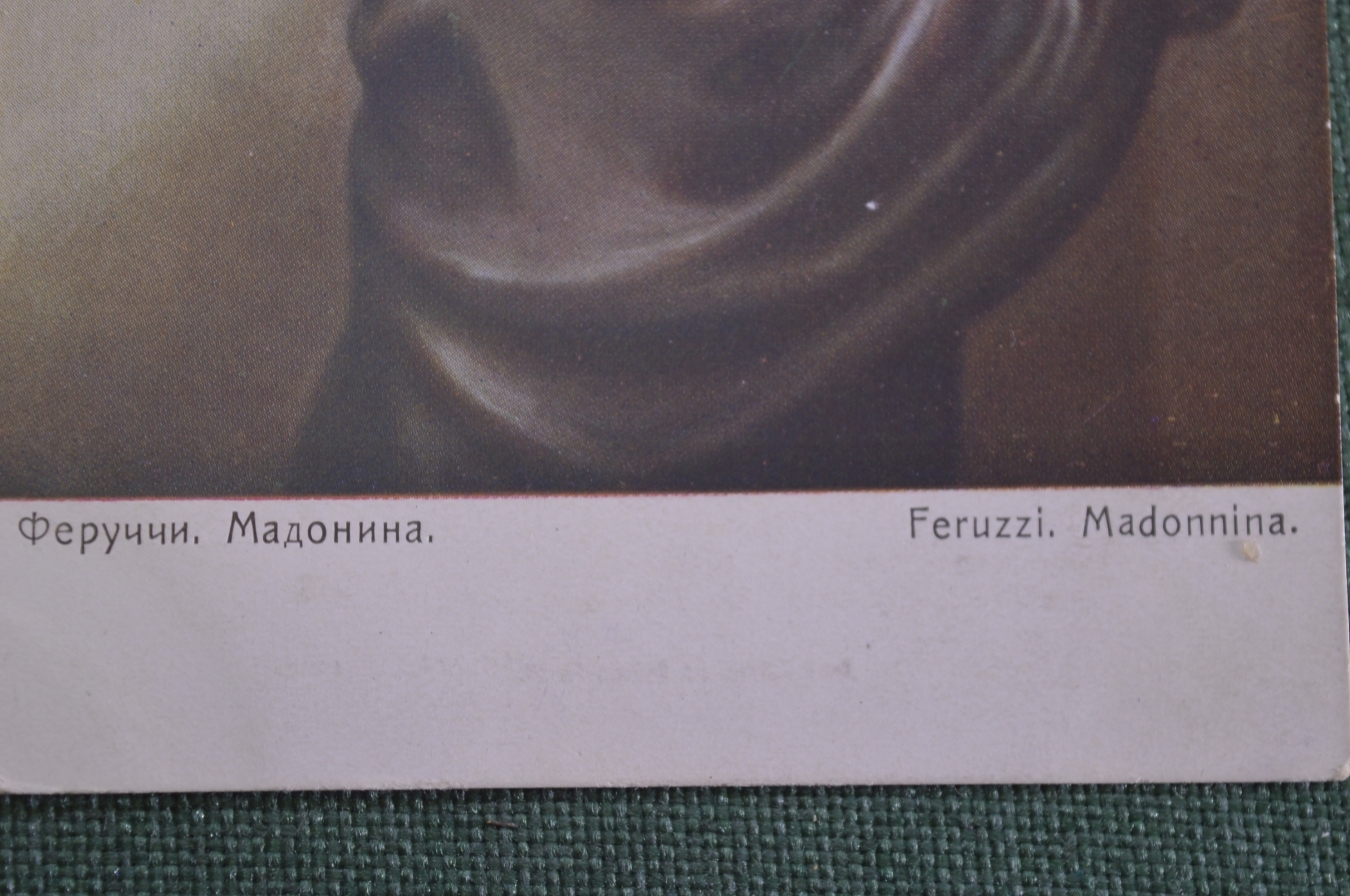 Феруччи. Мадонина.
Feruzzi. Madonnina.